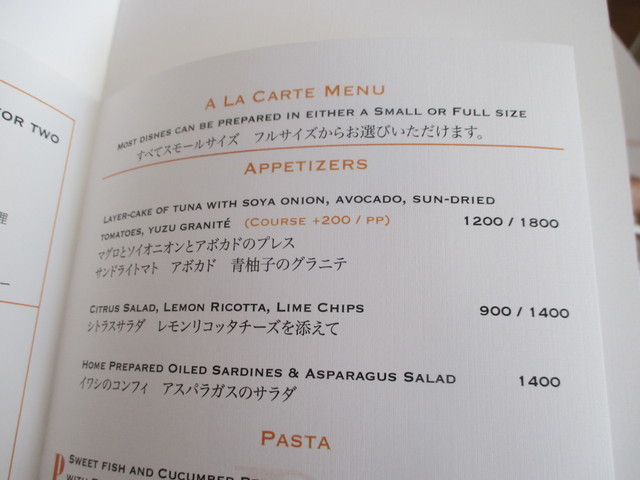 OR TWO
理
A LA CARTE MENU
MOST DISHES CAN BE PREPARED IN EITHER A SMALL OR FULL SIZE
すべてスモールサイズ　フルサイズからお選びいただけます。
APPETIZERS
LAYER-CAKE OF TUNA WITH SOYA ONION, AVOCADO, SUN-DRIED
TOMATOES, YUZU GRANITÉ (COURSE +200 / PP) 1200 / 1800
マグロとソイオニオンとアボカドのプレス
サンドライトマト　アボカド　青柚子のグラニテ
CITRUS SALAD, LEMON RICOTTA, LIME CHIPS 900 / 1400
シトラスサラダ　レモンリコッタチーズを添えて
HOME PREPARED OILED SARDINES & ASPARAGUS SALAD 1400
イワシのコンフィ　アスパラガスのサラダ
PASTA
SWEET FISH AND CUCUMBER